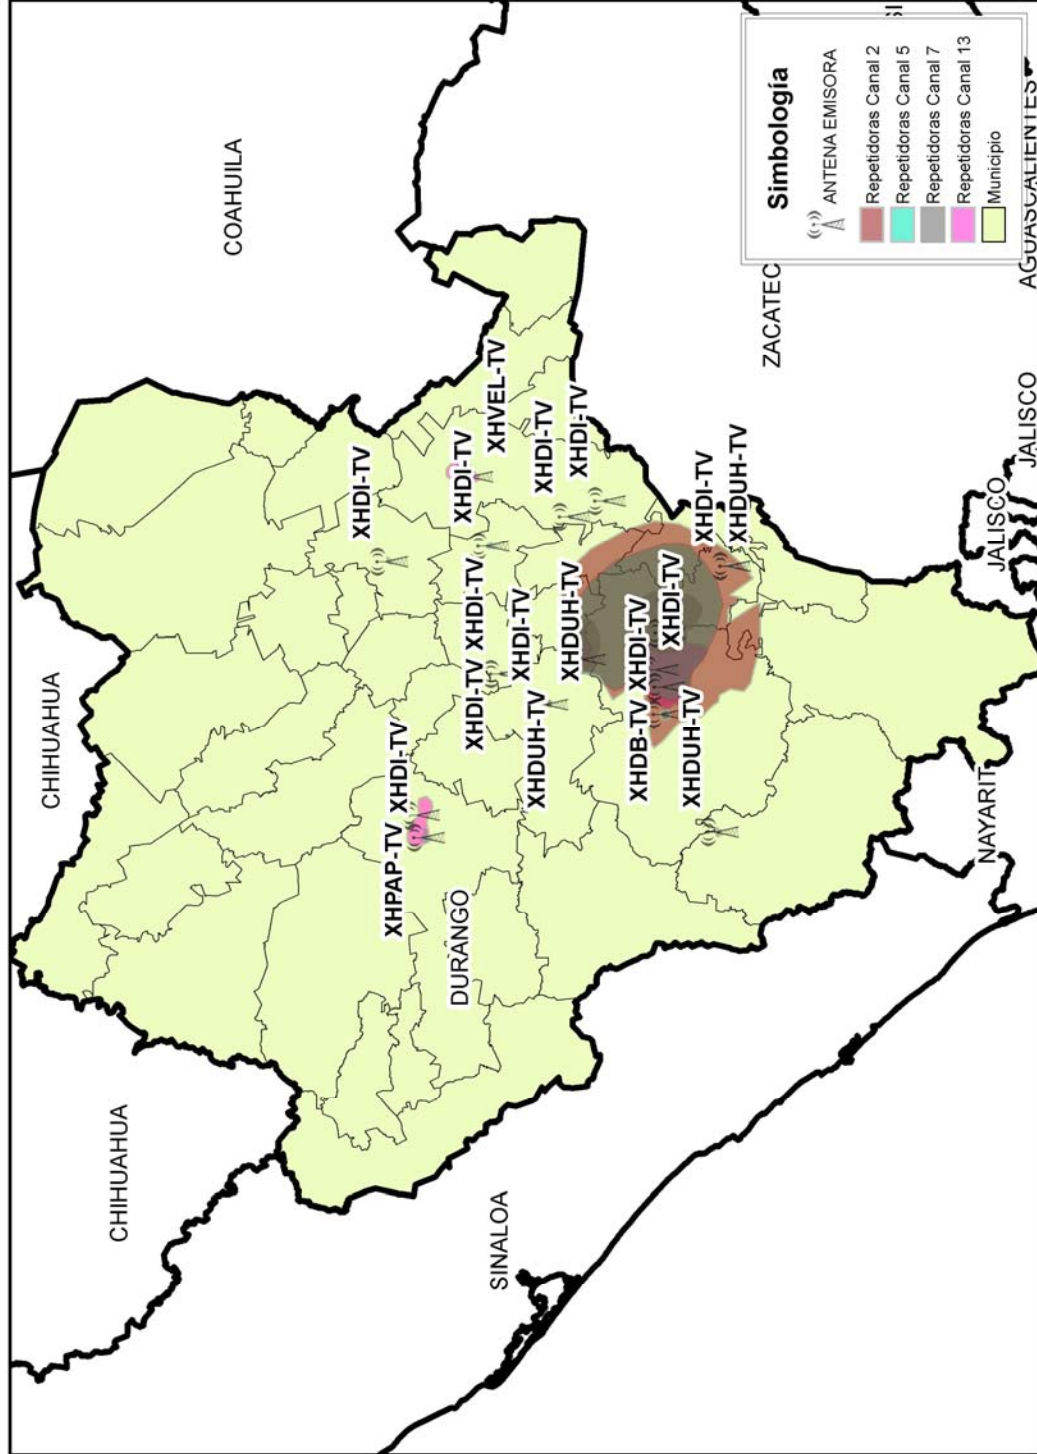 CHIHUAHUA
COAHUILA
CHIHUAHUA
XHDI-TV
XHPAP-TV
XHDI-TV
XHDI-TV
XHVEL-TV
DURANGO
XHDI-TV
XHDI-TV
SINALOA
XHDUH-TV
XHDI-TV
XHDI-TV
XHDI-TV
XHDUH-TV
XHDB-TV
XHDI-TV
XHDI-TV
XHDUH-TV
XHDI-TV
XHDUH-TV
ZACATEC
NAYARIT
JALISCO
JALISCO
AGUASCALIENTES
SI
Simbología
ANTENA EMISORA
Repetidoras Canal 2
Repetidoras Canal 5
Repetidoras Canal 7
Repetidoras Canal 13
Municipio